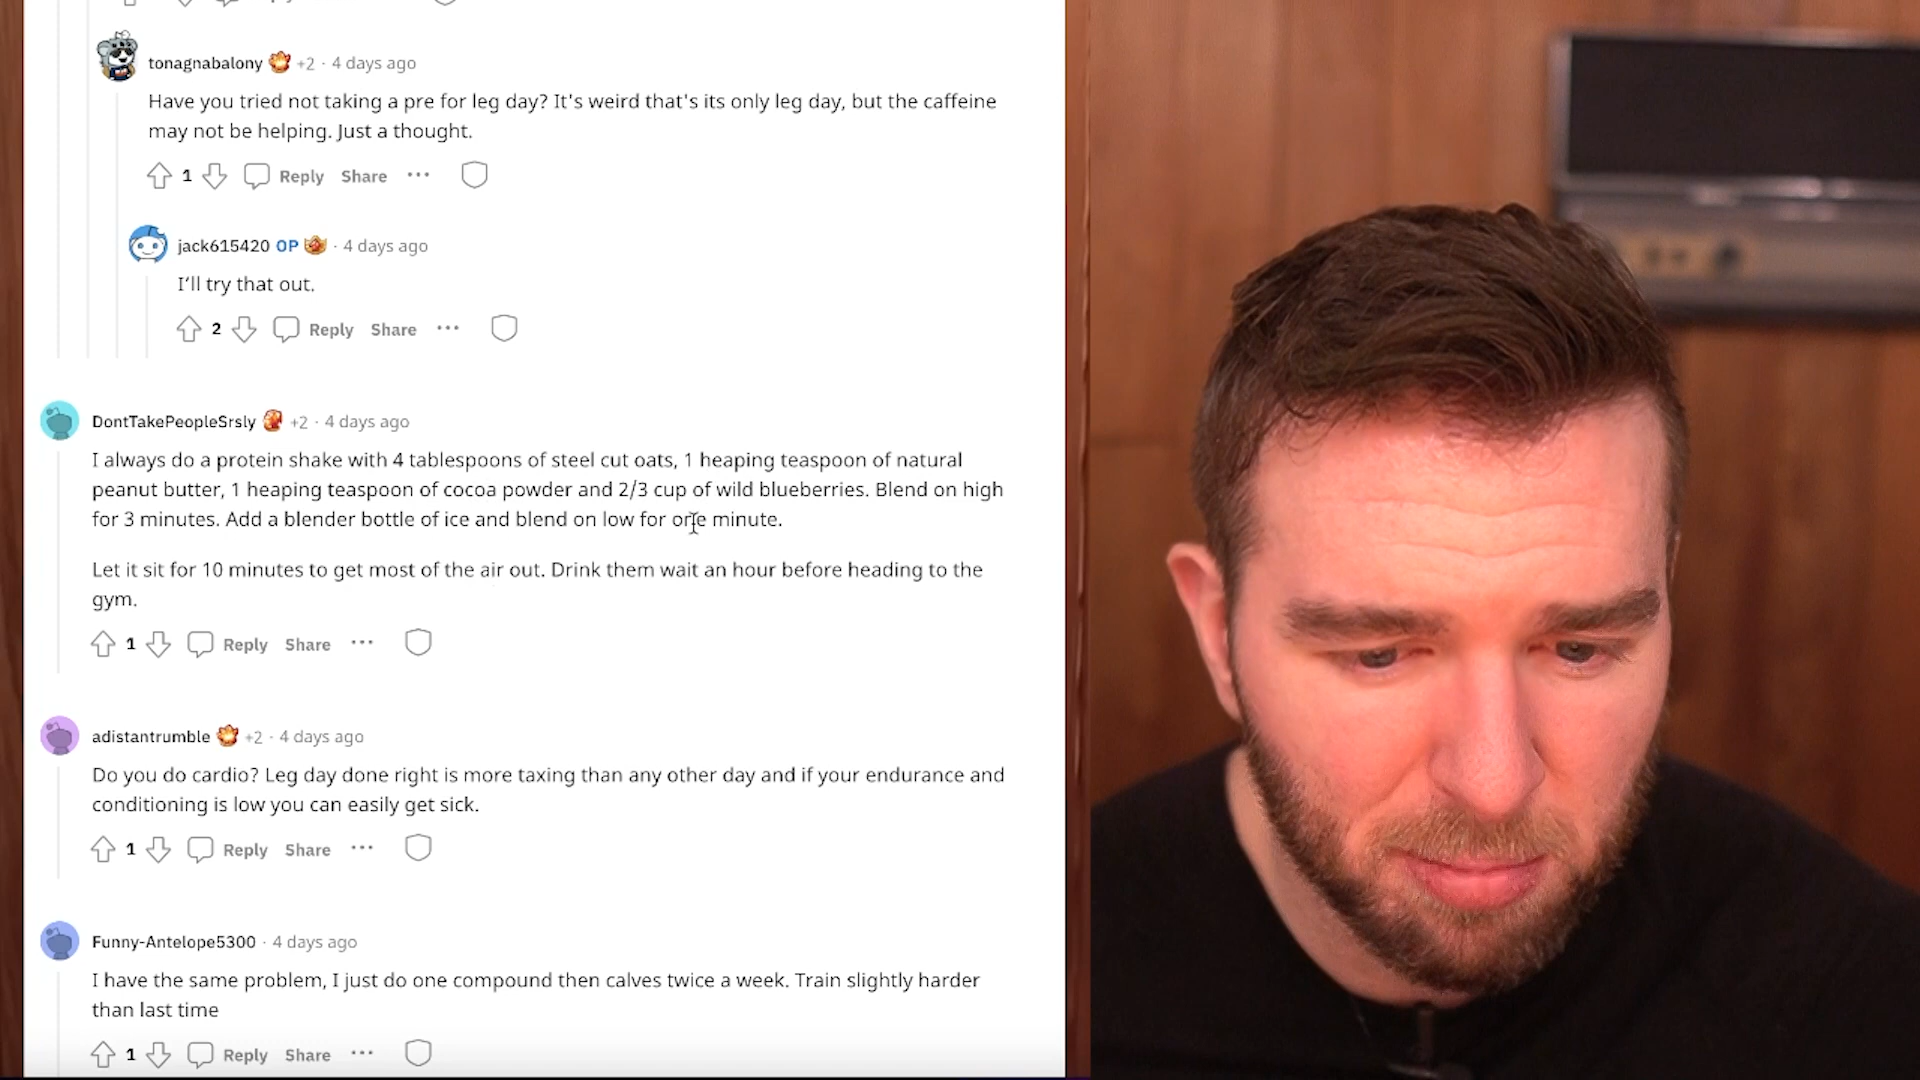 tonagnabalony +2 · 4 days ago
Have you tried not taking a pre for leg day? It's weird that's its only leg day, but the caffeine
may not be helping. Just a thought.
1 Reply Share ···
jack615420 OP · 4 days ago
I'll try that out.
2 Reply Share ···
DontTakePeopleSrsly +2 · 4 days ago
I always do a protein shake with 4 tablespoons of steel cut oats, 1 heaping teaspoon of natural
peanut butter, 1 heaping teaspoon of cocoa powder and 2/3 cup of wild blueberries. Blend on high
for 3 minutes. Add a blender bottle of ice and blend on low for one minute.
Let it sit for 10 minutes to get most of the air out. Drink them wait an hour before heading to the
gym.
1 Reply Share ···
adistantrumble +2 · 4 days ago
Do you do cardio? Leg day done right is more taxing than any other day and if your endurance and
conditioning is low you can easily get sick.
1 Reply Share ···
Funny-Antelope5300 · 4 days ago
I have the same problem, I just do one compound then calves twice a week. Train slightly harder
than last time
1 Reply Share ···